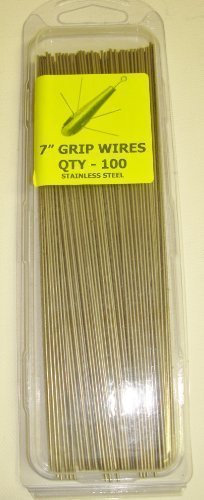 7" GRIP WIRES
QTY - 100
STAINLESS STEEL